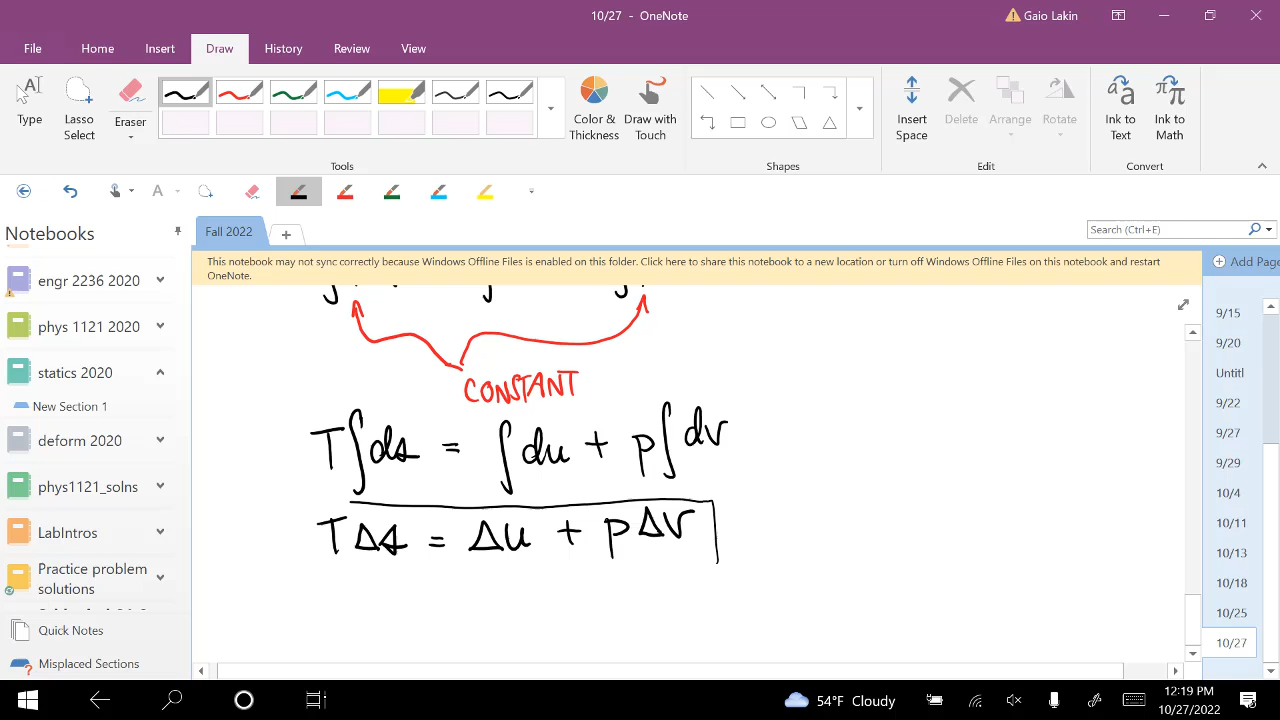 10/27 - OneNote
Gaio Lakin
File Home Insert Draw History Review View
Type
Lasso Select
Eraser
Color & Thickness
Draw with Touch
Insert Space
Delete
Arrange
Rotate
Ink to Text
Ink to Math
Tools
Shapes
Edit
Convert
Notebooks
Fall 2022
Search (Ctrl+E)
This notebook may not sync correctly because Windows Offline Files is enabled on this folder. Click here to share this notebook to a new location or turn off Windows Offline Files on this notebook and restart
OneNote.
Add Page
engr 2236 2020
phys 1121 2020
statics 2020
New Section 1
deform 2020
phys1121_solns
LabIntros
Practice problem
solutions
Quick Notes
Misplaced Sections
CONSTANT
T∫ds = ∫du + p∫dv
TΔs = Δu + pΔv
9/15
9/20
Untitl
9/22
9/27
9/29
10/4
10/11
10/13
10/18
10/25
10/27
54°F Cloudy
12:19 PM
10/27/2022